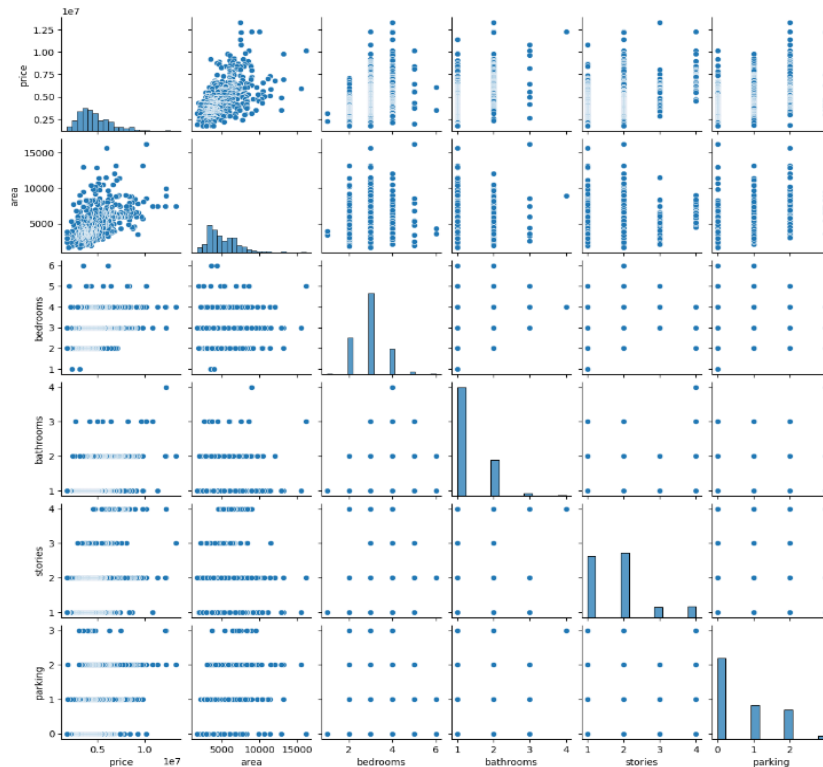 1e7
1.25
1.00
0.75
0.50
0.25
price
15000
10000
5000
area
6
5
4
3
2
1
bedrooms
4
3
2
1
bathrooms
4
3
2
1
stories
3
2
1
0
parking
0.5 1.0 5000 10000 15000 2 4 6 1 2 3 4 1 2 3 4 0 1 2
1e7
price area bedrooms bathrooms stories parking